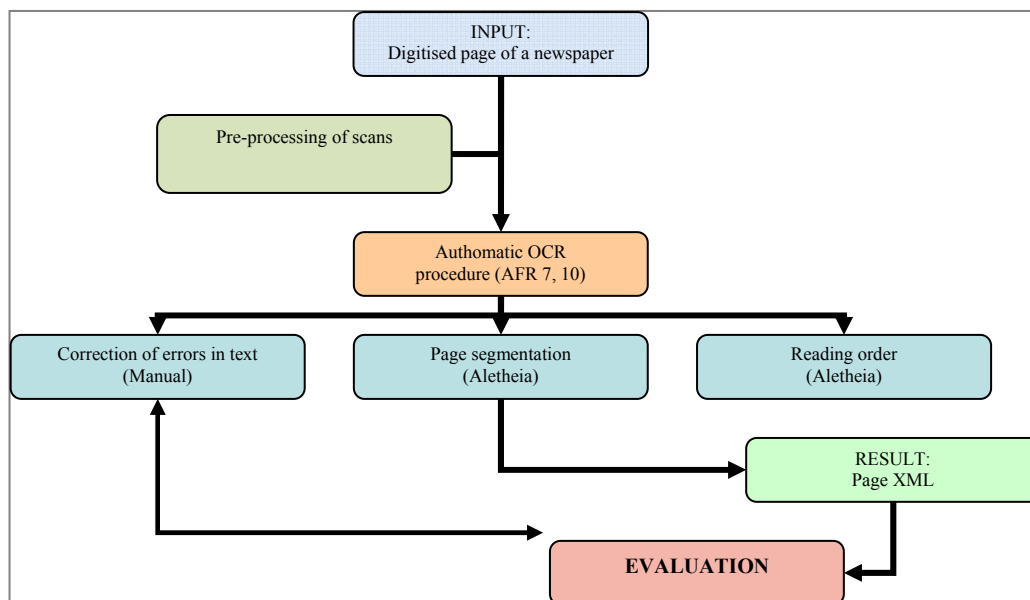 INPUT:
Digitised page of a newspaper
Pre-processing of scans
Authomatic OCR
procedure (AFR 7, 10)
Correction of errors in text
(Manual)
Page segmentation
(Aletheia)
Reading order
(Aletheia)
RESULT:
Page XML
EVALUATION